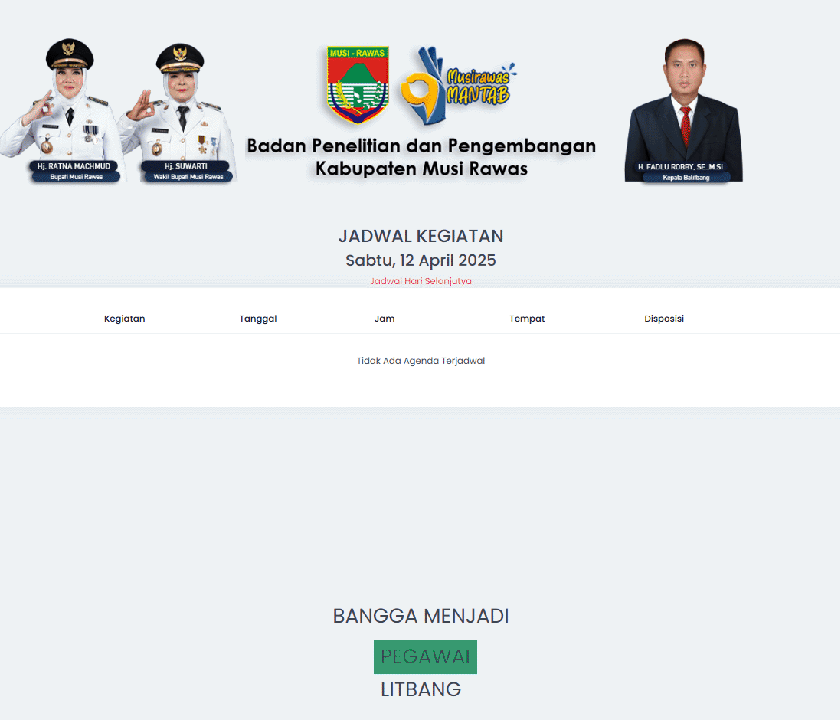 MUSI - RAWAS
Musirawas
MANTAB
Badan Penelitian dan Pengembangan
Kabupaten Musi Rawas
Hj. RATNA MACHMUD
Bupati Musi Rawas
Hj. SUWARTI
Wakil Bupati Musi Rawas
H. FADLI ROBBY, SE.,M.Si
Kepala Balitbang
JADWAL KEGIATAN
Sabtu, 12 April 2025
Jadwal Hari Selanjutya
Kegiatan Tanggal Jam Tempat Disposisi
Tidak Ada Agenda Terjadwal
BANGGA MENJADI
PEGAWAI
LITBANG